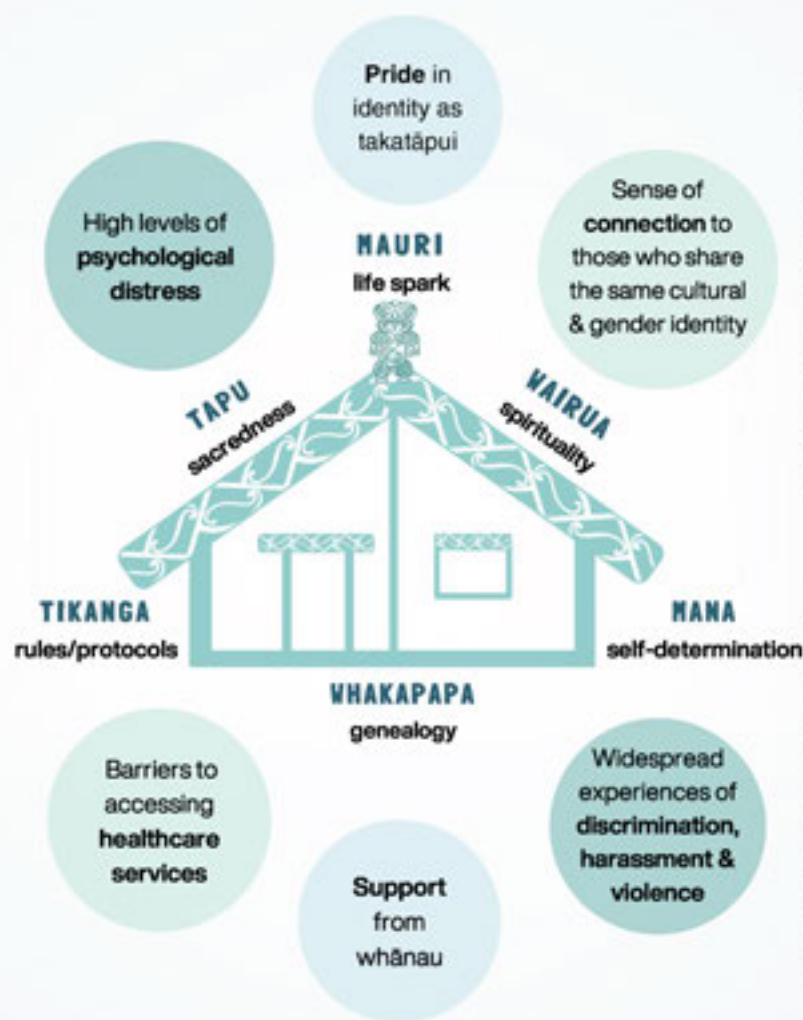 Pride in
identity as
takatāpui
High levels of
psychological
distress
Sense of
connection to
those who share
the same cultural
& gender identity
MAURI
life spark
TAPU
sacredness
WAIRUA
spirituality
TIKANGA
rules/protocols
MANA
self-determination
WHAKAPAPA
genealogy
Barriers to
accessing
healthcare
services
Widespread
experiences of
discrimination,
harassment &
violence
Support
from
whānau